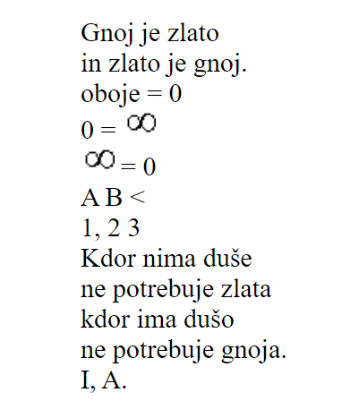 Gnoj je zlato
in zlato je gnoj.
oboje = 0
0 = ∞
∞ = 0
A B <
1, 2 3
Kdor nima duše
ne potrebuje zlata
kdor ima dušo
ne potrebuje gnoja.
I, A.